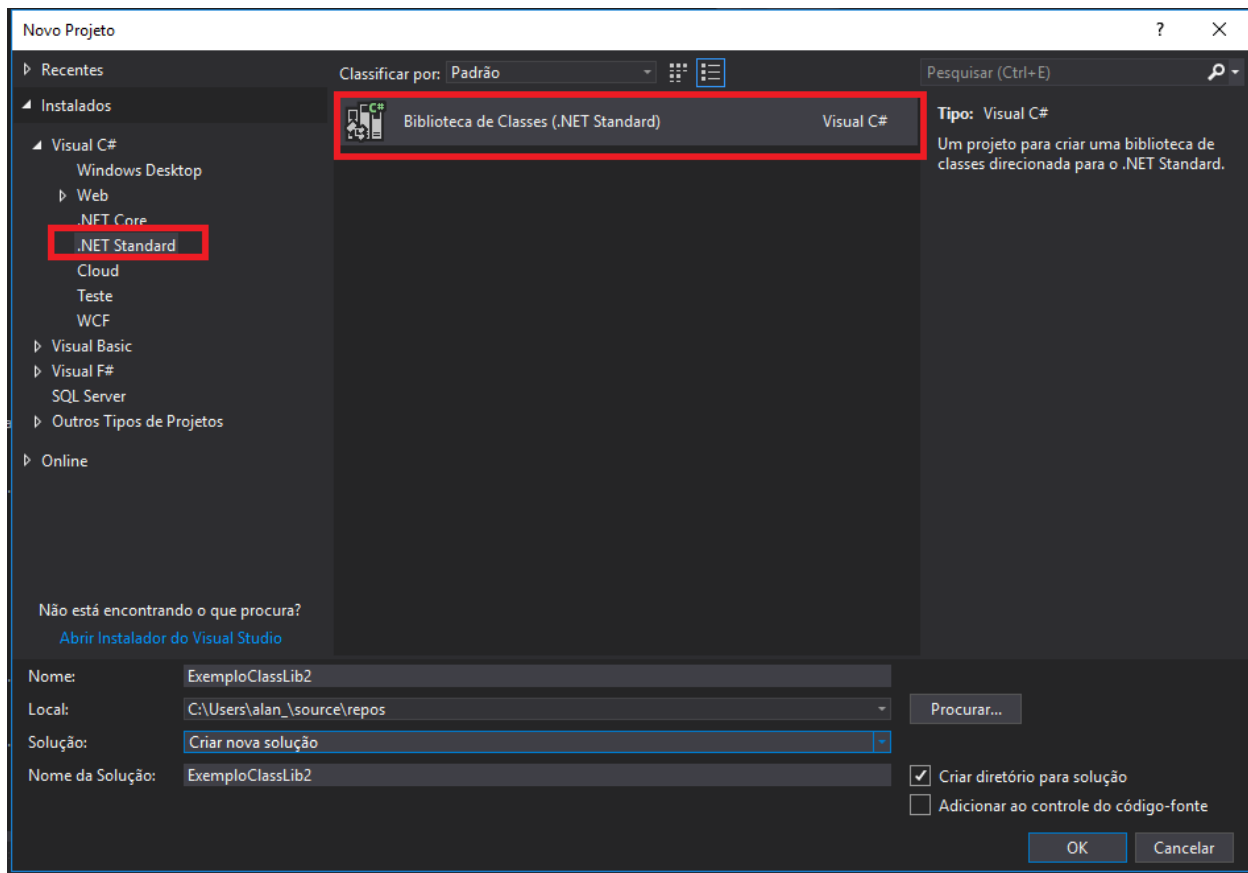 Novo Projeto
?
Recentes
Instalados
Visual C#
Windows Desktop
Web
.NET Core
.NET Standard
Cloud
Teste
WCF
Visual Basic
Visual F#
SQL Server
Outros Tipos de Projetos
Online
Não está encontrando o que procura?
Abrir Instalador do Visual Studio
Classificar por: Padrão
C# Biblioteca de Classes (.NET Standard) Visual C#
Pesquisar (Ctrl+E)
Tipo: Visual C#
Um projeto para criar uma biblioteca de
classes direcionada para o .NET Standard.
Nome: ExemploClassLib2
Local: C:\Users\alan_\source\repos Procurar...
Solução: Criar nova solução
Nome da Solução: ExemploClassLib2
Criar diretório para solução
Adicionar ao controle do código-fonte
OK Cancelar